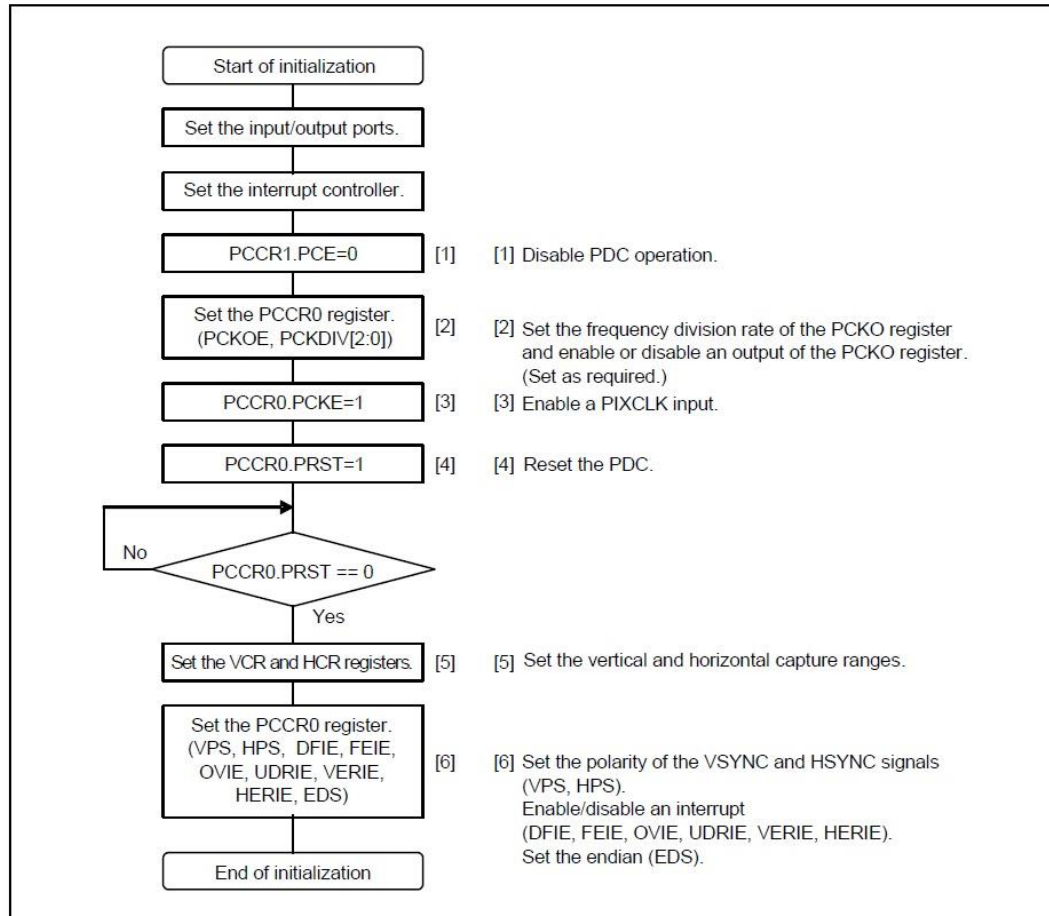 Start of initialization
Set the input/output ports.
Set the interrupt controller.
PCCR1.PCE=0 [1] [1] Disable PDC operation.
Set the PCCR0 register.
(PCKOE, PCKDIV[2:0])
[2] [2] Set the frequency division rate of the PCKO register
and enable or disable an output of the PCKO register.
(Set as required.)
PCCR0.PCKE=1 [3] [3] Enable a PIXCLK input.
PCCR0.PRST=1 [4] [4] Reset the PDC.
No
PCCR0.PRST == 0
Yes
Set the VCR and HCR registers. [5] [5] Set the vertical and horizontal capture ranges.
Set the PCCR0 register.
(VPS, HPS, DFIE, FEIE,
OVIE, UDRIE, VERIE,
HERIE, EDS)
[6] [6] Set the polarity of the VSYNC and HSYNC signals
(VPS, HPS).
Enable/disable an interrupt
(DFIE, FEIE, OVIE, UDRIE, VERIE, HERIE).
Set the endian (EDS).
End of initialization